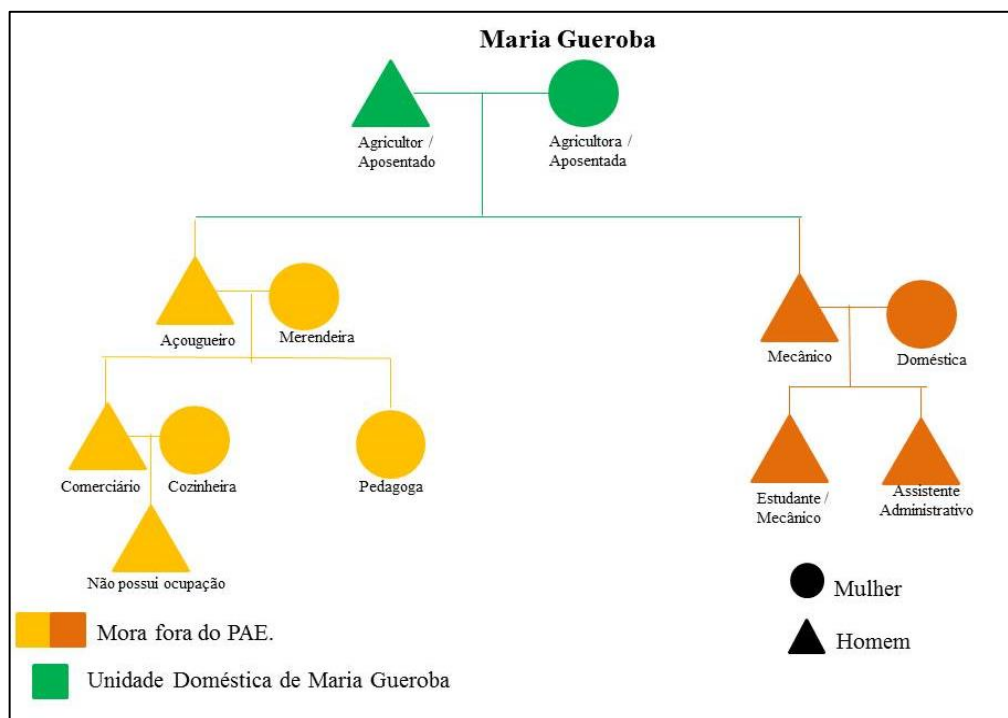 Maria Gueroba
Agricultor /
Aposentado
Agricultora /
Aposentada
Açougueiro
Merendeira
Mecânico
Doméstica
Comerciário
Cozinheira
Pedagoga
Estudante /
Mecânico
Assistente
Administrativo
Não possui ocupação
Mulher
Homem
Mora fora do PAE.
Unidade Doméstica de Maria Gueroba